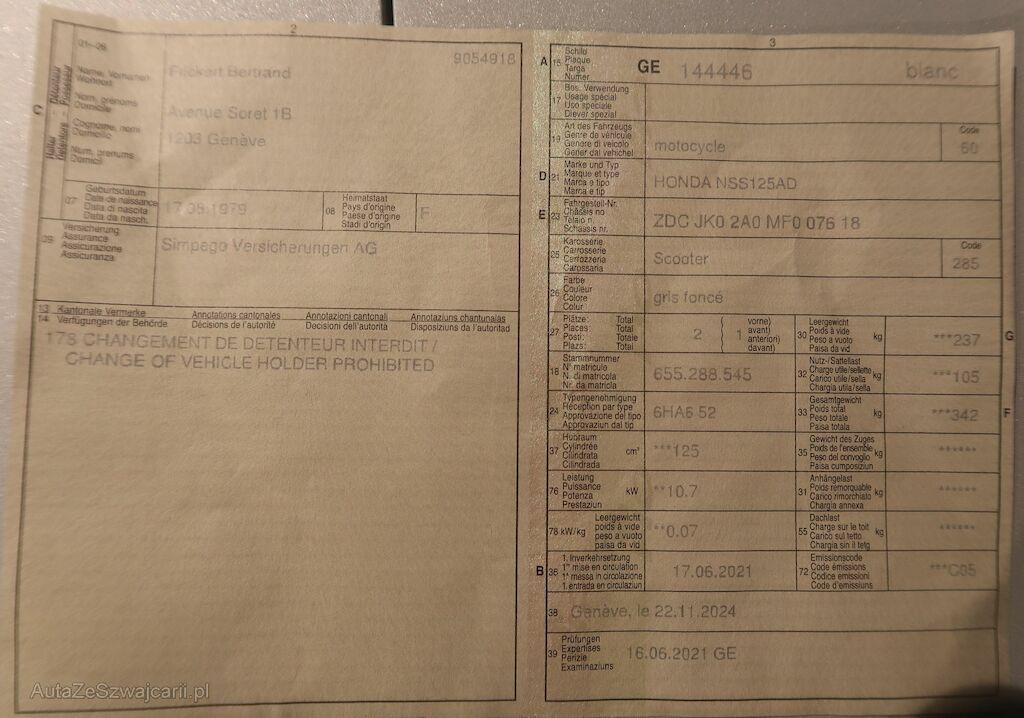 2
01–26
9054918
C
Halter
Détenteur
Detentore
Possessur
Name, Vornamen
Wohnort
Nom, prénoms
Domicile
Cognome, nomi
Domicilio
Num, prenums
Domicil
Frickert Bertrand
Avenue Soret 1B
1203 Genève
07
Geburtsdatum
Date de naissance
Data di nascita
Data da nasch.
17.08.1979
08
Heimatstaat
Pays d'origine
Paese d'origine
Stadi d'origin
F
09
Versicherung
Assurance
Assicurazione
Assicuranza
Simpego Versicherungen AG
13 Kantonale Vermerke Annotations cantonales Annotazioni cantonali Annotaziuns chantunalas
14 Verfügungen der Behörde Décisions de l'autorité Decisioni dell'autorità Disposiziuns da l'autoritad
178 CHANGEMENT DE DETENTEUR INTERDIT /
CHANGE OF VEHICLE HOLDER PROHIBITED
3
A 15
Schild
Plaque
Targa
Numer
GE 144446 blanc
17
Bes. Verwendung
Usage spécial
Uso speciale
Diever spezial
19
Art des Fahrzeugs
Genre de véhicule
Genere di veicolo
Gener dal vehichel
motocycle
Code
60
D 21
Marke und Typ
Marque et type
Marca e tipo
Marca e tip
HONDA NSS125AD
E 23
Fahrgestell-Nr.
Châssis no
Telaio n.
Schassis nr.
ZDC JK0 2A0 MF0 076 18
25
Karosserie
Carrosserie
Carrozzeria
Carossaria
Scooter
Code
285
26
Farbe
Couleur
Colore
Colur
gris foncé
27
Plätze: Total
Places: Total
Posti: Totale
Plazs: Total
2 ( 1
vorne)
avant)
anteriori)
davant)
30
Leergewicht
Poids à vide
Peso a vuoto
Paisa da vid
kg
***237
G
18
Stammnummer
N° matricule
N. di matricola
Nr. da matricla
655.288.545
32
Nutz-/Sattellast
Charge utile/sellette
Carico utile/sella
Chargia utila/sella
kg
***105
24
Typengenehmigung
Réception par type
Approvazione del tipo
Approvaziun dal tip
6HA6 52
33
Gesamtgewicht
Poids total
Peso totale
Paisa totala
kg
***342
F
37
Hubraum
Cylindrée
Cilindrata
Cilindrada
cm³
***125
35
Gewicht des Zuges
Poids de l'ensemble
Peso del convoglio
Paisa cumposiziun
kg
******
76
Leistung
Puissance
Potenza
Prestaziun
kW
**10.7
31
Anhängelast
Poids remorquable
Carico rimorchiato
Chargia annexa
kg
******
78 kW/kg
Leergewicht
poids à vide
peso a vuoto
paisa da vid
**0.07
55
Dachlast
Charge sur le toit
Carico sul tetto
Chargia sin il tetg
kg
******
B 36
1. Inverkehrsetzung
1re mise en circulation
1a messa in circolazione
1. entrada en circulaziun
17.06.2021
72
Emissionscode
Code émissions
Codice emissioni
Code d'emissiuns
***C05
38
Genève, le 22.11.2024
39
Prüfungen
Expertises
Perizie
Examinaziuns
16.06.2021 GE
AutaZeSzwajcarii.pl